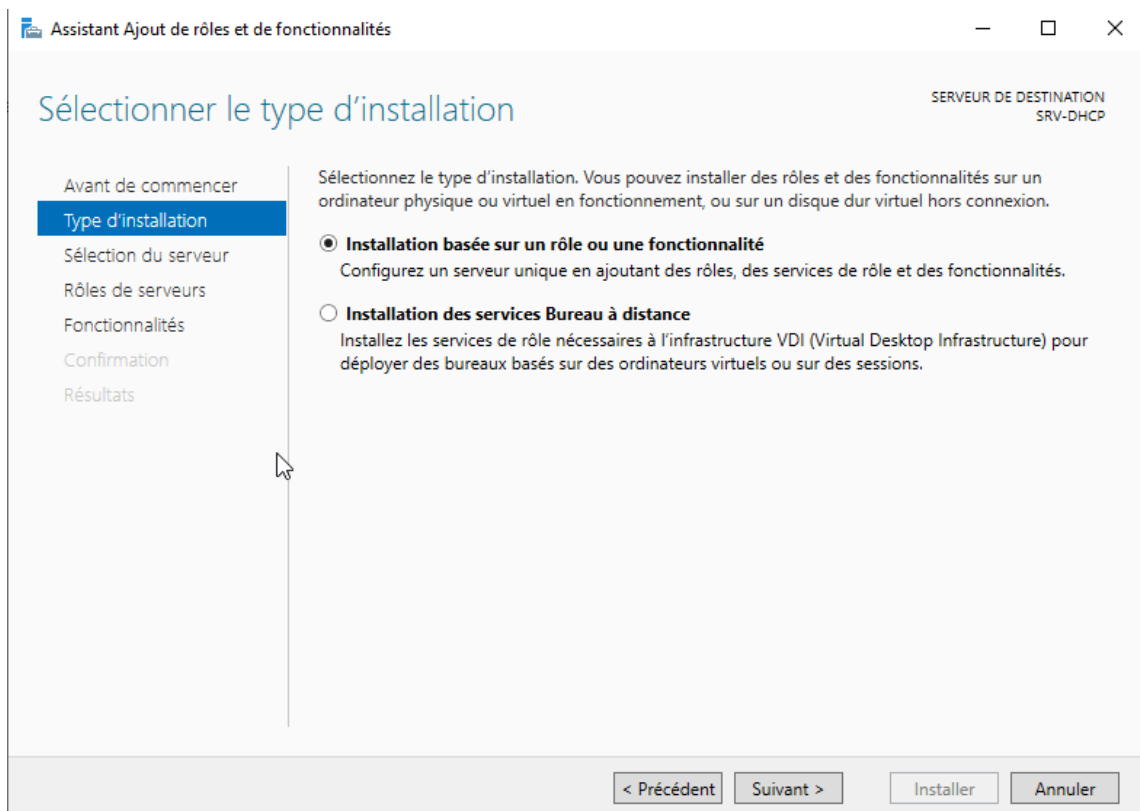 Assistant Ajout de rôles et de fonctionnalités
Sélectionner le type d’installation
SERVEUR DE DESTINATION
SRV-DHCP
Avant de commencer
Type d’installation
Sélection du serveur
Rôles de serveurs
Fonctionnalités
Confirmation
Résultats
Sélectionnez le type d’installation. Vous pouvez installer des rôles et des fonctionnalités sur un
ordinateur physique ou virtuel en fonctionnement, ou sur un disque dur virtuel hors connexion.
Installation basée sur un rôle ou une fonctionnalité
Configurez un serveur unique en ajoutant des rôles, des services de rôle et des fonctionnalités.
Installation des services Bureau à distance
Installez les services de rôle nécessaires à l’infrastructure VDI (Virtual Desktop Infrastructure) pour
déployer des bureaux basés sur des ordinateurs virtuels ou sur des sessions.
< Précédent
Suivant >
Installer
Annuler